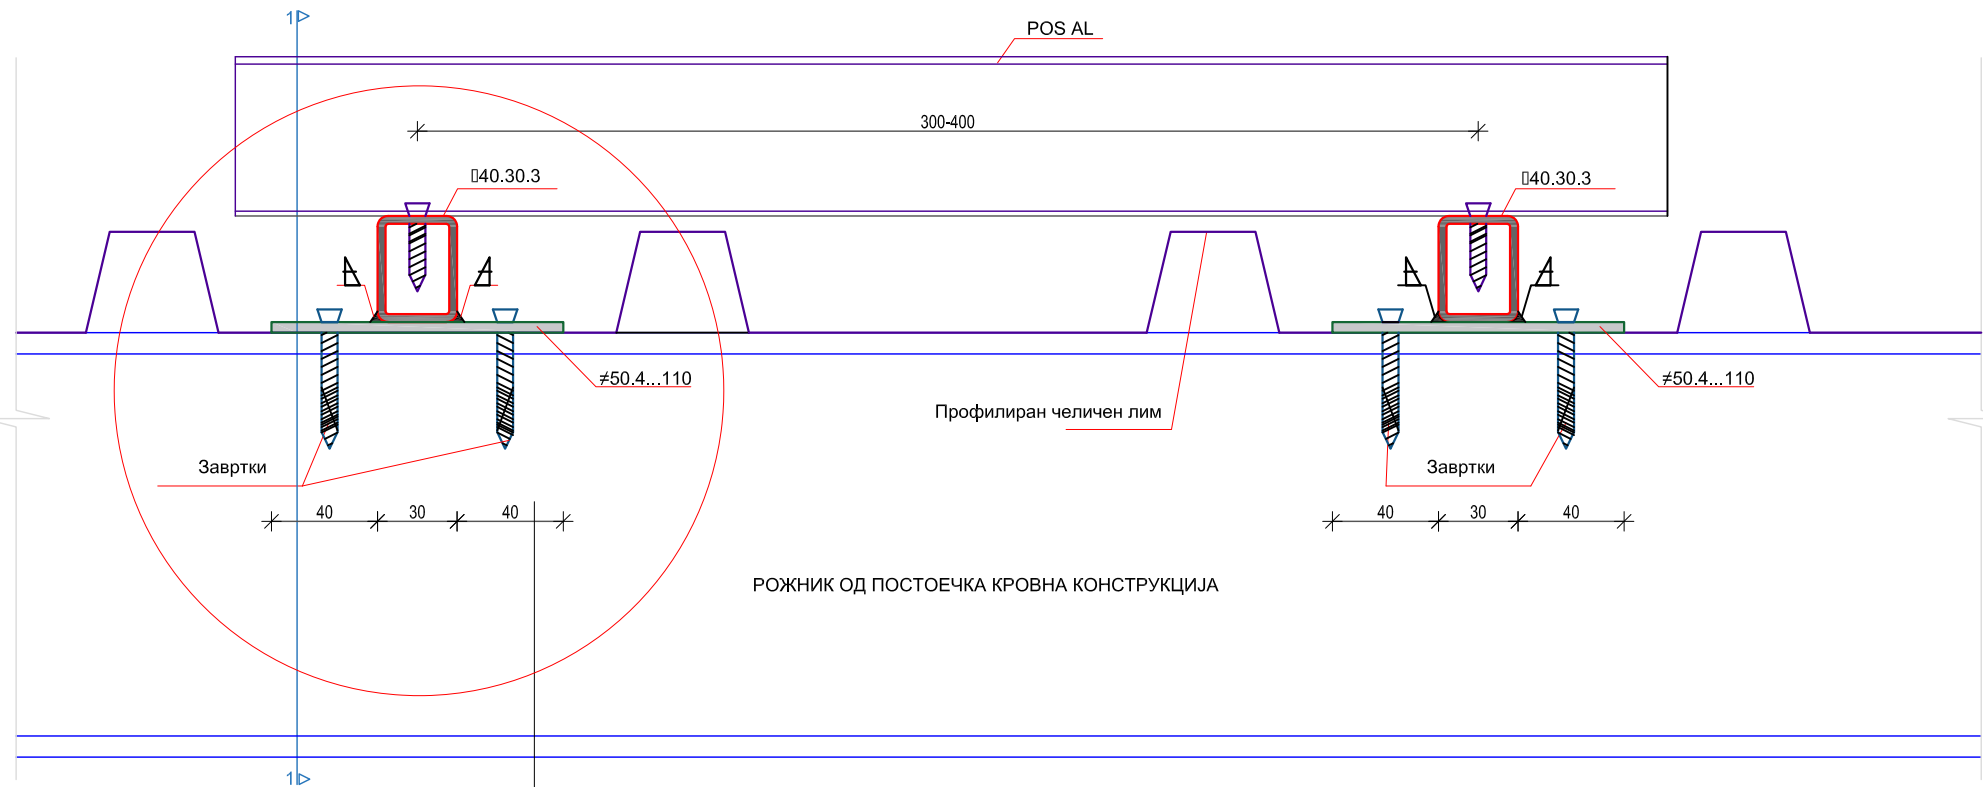 1
POS AL
300-400
▯40.30.3
▯40.30.3
≠50.4...110
≠50.4...110
Профилиран челичен лим
Завртки
Завртки
40 30 40
40 30 40
РОЖНИК ОД ПОСТОЕЧКА КРОВНА КОНСТРУКЦИЈА
1